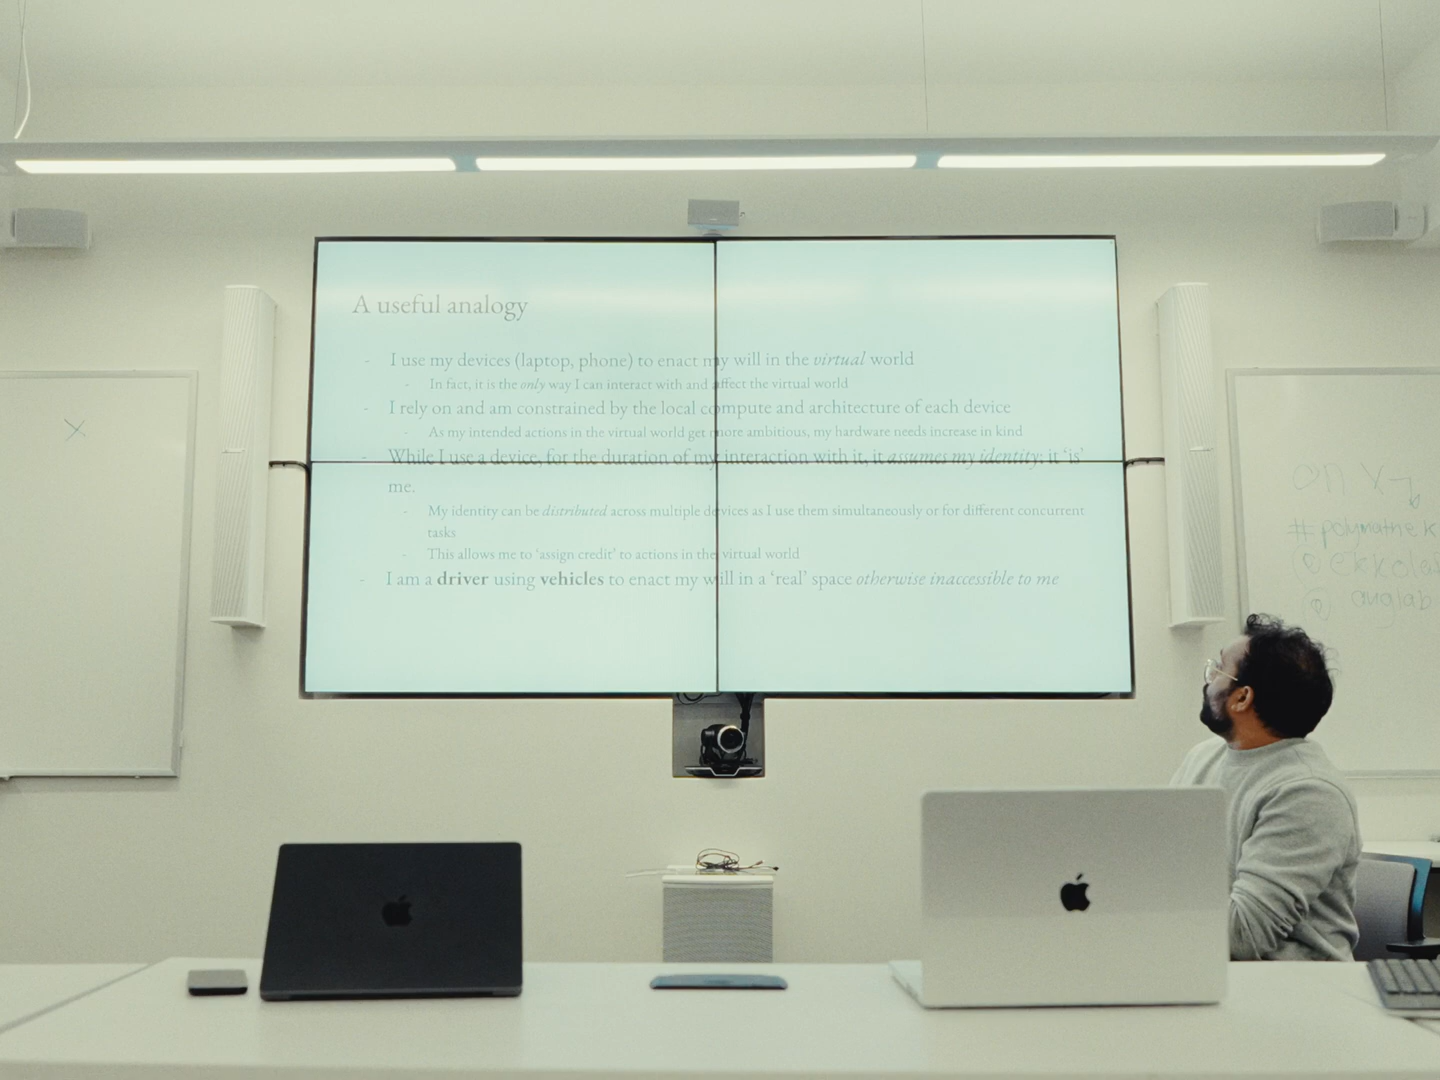 A useful analogy
- I use my devices (laptop, phone) to enact my will in the virtual world
- In fact, it is the only way I can interact with and affect the virtual world
- I rely on and am constrained by the local compute and architecture of each device
- As my intended actions in the virtual world get more ambitious, my hardware needs increase in kind
- While I use a device, for the duration of my interaction with it, it assumes my identity: it 'is'
me.
- My identity can be distributed across multiple devices as I use them simultaneously or for different concurrent
tasks
- This allows me to 'assign credit' to actions in the virtual world
- I am a driver using vehicles to enact my will in a 'real' space otherwise inaccessible to me
X
on X